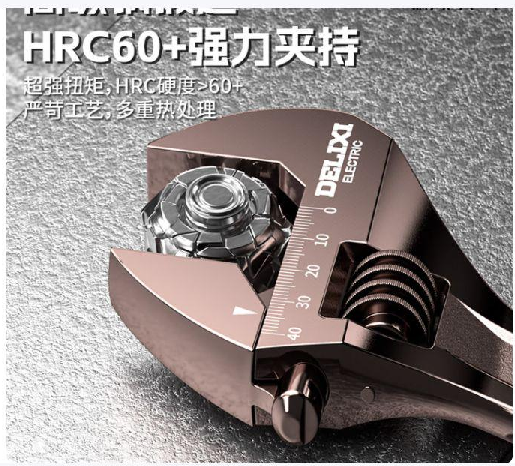 HRC60+强力夹持
超强扭矩,HRC硬度>60+
严苛工艺,多重热处理
DELIXI
ELECTRIC
0
10
20
30
40